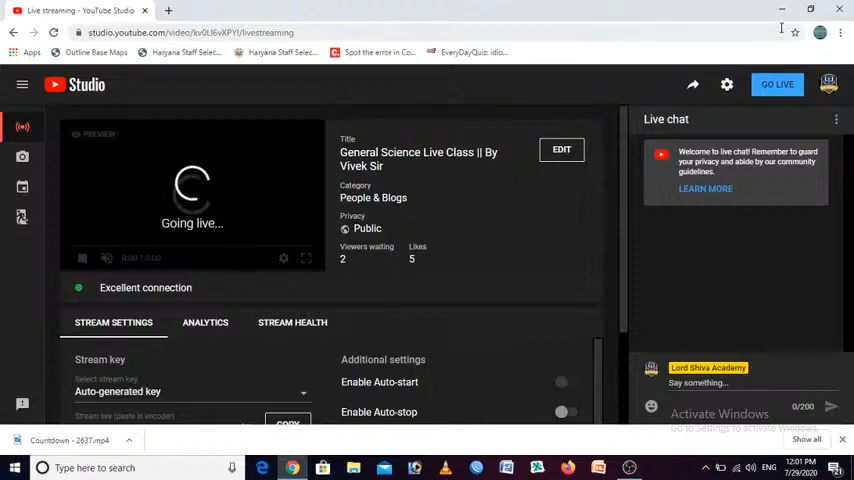 Live streaming - YouTube Studio
studio.youtube.com/video/kv0Ll6vXPYI/livestreaming
Apps Outline Base Maps Haryana Staff Selec... Haryana Staff Selec... Spot the error in Co... EveryDayQuiz: idio...
Studio
GO LIVE
PREVIEW
Going live...
0:00 / 0:00
Title
General Science Live Class || By
Vivek Sir
EDIT
Category
People & Blogs
Privacy
Public
Viewers waiting Likes
2 5
Excellent connection
STREAM SETTINGS ANALYTICS STREAM HEALTH
Stream key
Select stream key
Auto-generated key
Stream key (paste in encoder)
COPY
Additional settings
Enable Auto-start
Enable Auto-stop
Live chat
Welcome to live chat! Remember to guard
your privacy and abide by our community
guidelines.
LEARN MORE
Lord Shiva Academy
Say something...
0/200
Activate Windows
Go to Settings to activate Windows.
Countdown - 2637.mp4
Show all
Type here to search
ENG
12:01 PM
7/29/2020
21